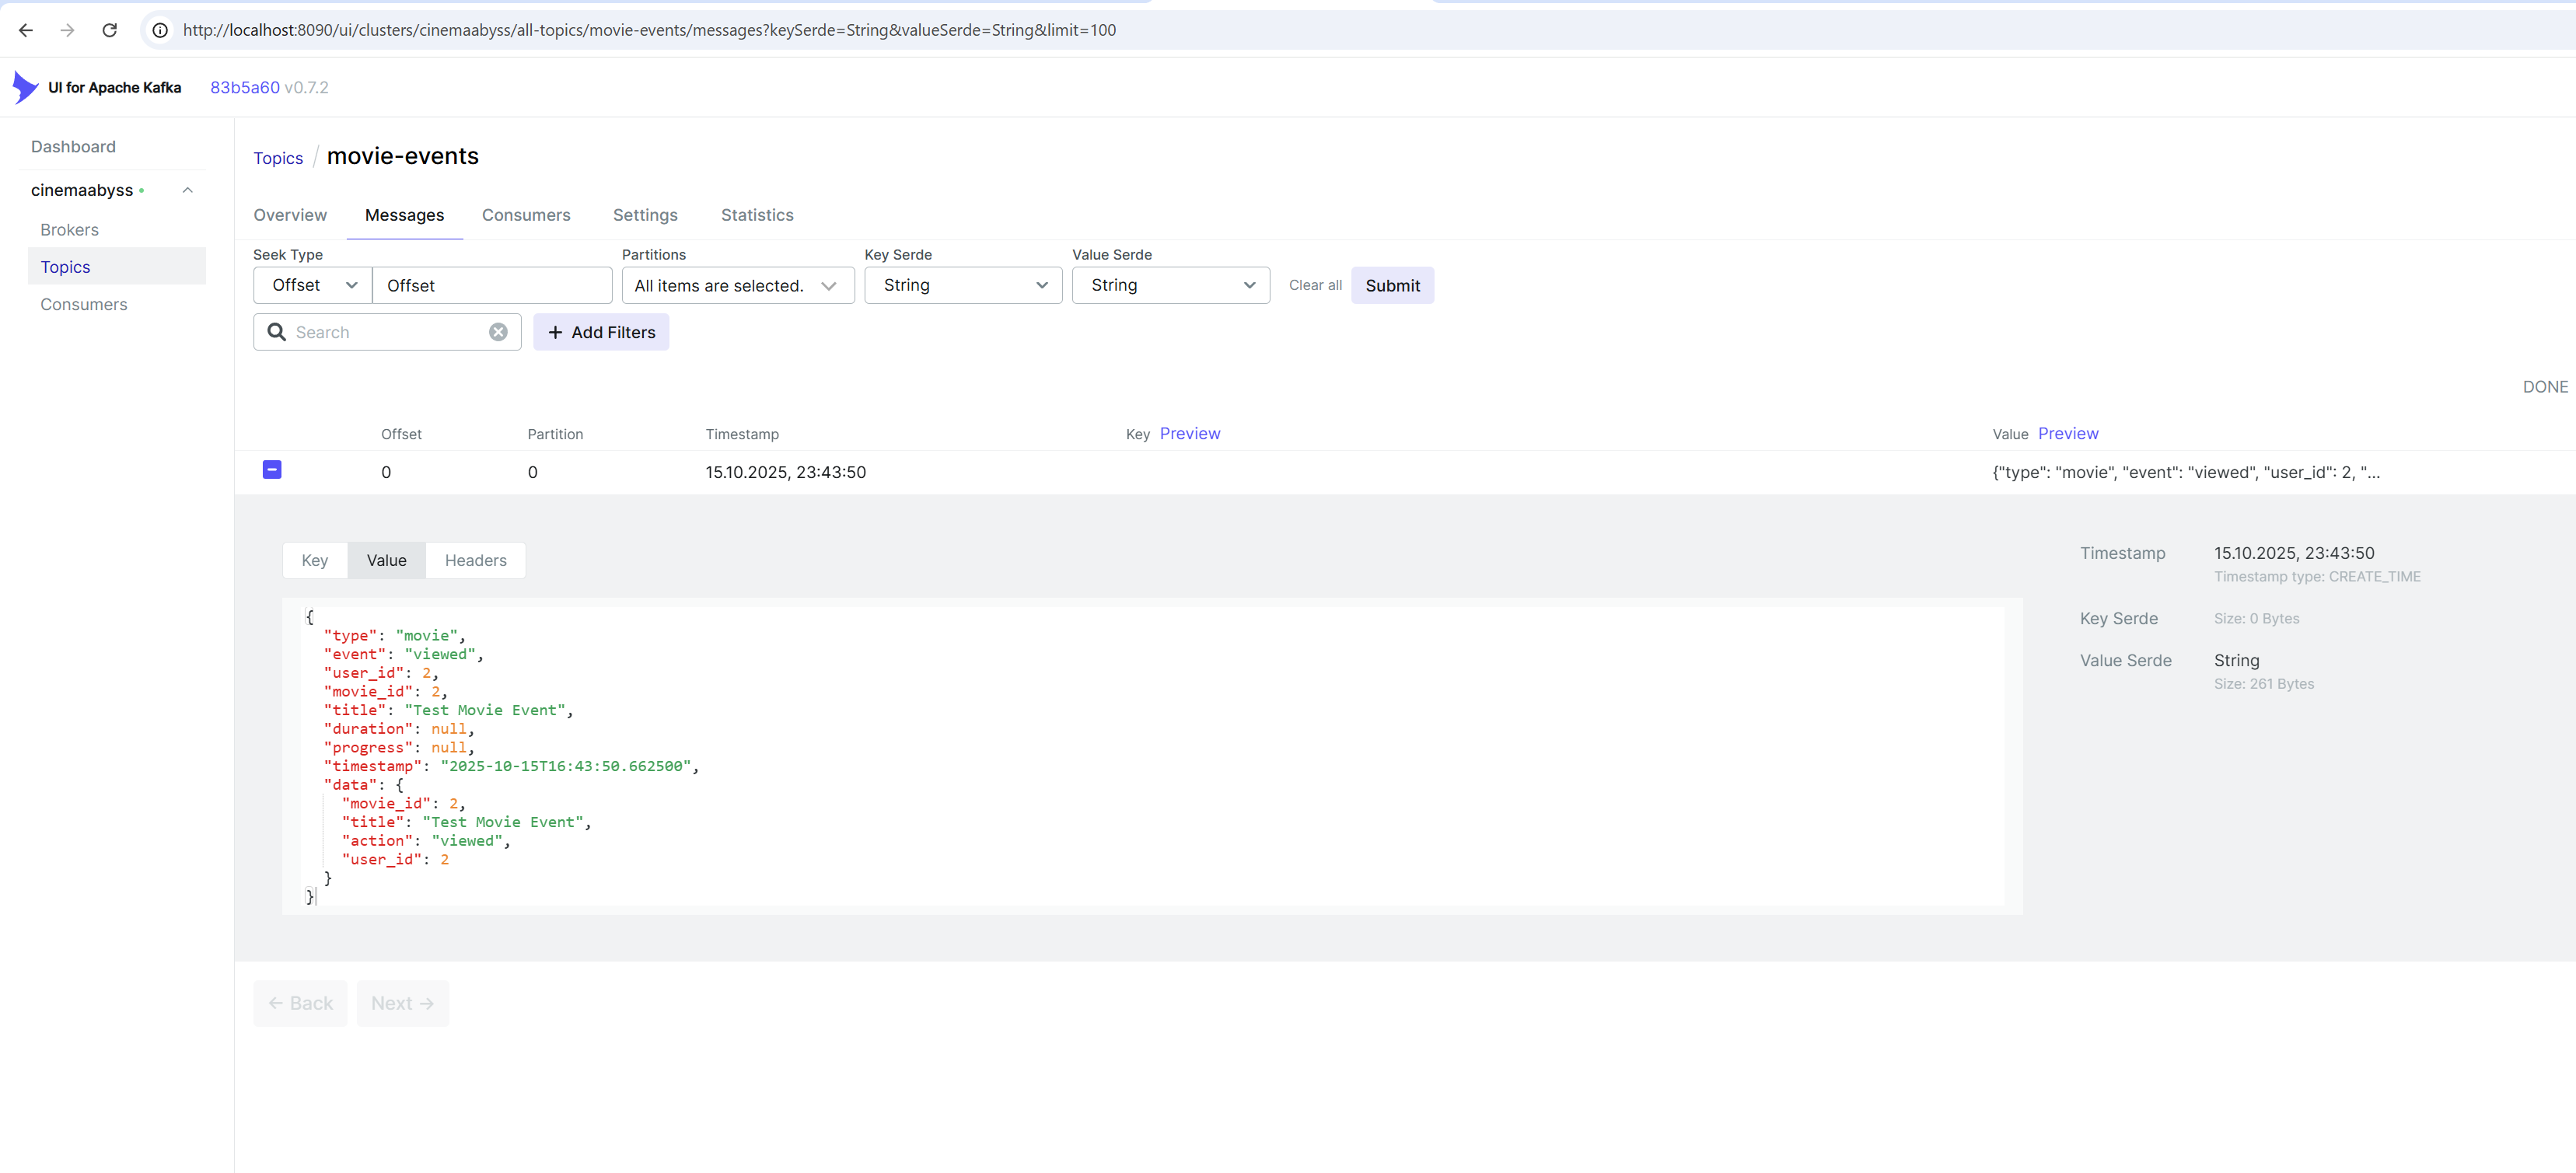 http://localhost:8090/ui/clusters/cinemaabyss/all-topics/movie-events/messages?keySerde=String&valueSerde=String&limit=100
UI for Apache Kafka 83b5a60 v0.7.2
Dashboard
cinemaabyss
Brokers
Topics
Consumers
Topics / movie-events
Overview Messages Consumers Settings Statistics
Seek Type Partitions Key Serde Value Serde
Offset Offset All items are selected. String String Clear all Submit
Search + Add Filters
DONE
Offset Partition Timestamp Key Preview Value Preview
0 0 15.10.2025, 23:43:50 {"type": "movie", "event": "viewed", "user_id": 2, "...
Key Value Headers
{
"type": "movie",
"event": "viewed",
"user_id": 2,
"movie_id": 2,
"title": "Test Movie Event",
"duration": null,
"progress": null,
"timestamp": "2025-10-15T16:43:50.662500",
"data": {
"movie_id": 2,
"title": "Test Movie Event",
"action": "viewed",
"user_id": 2
}
}
Timestamp 15.10.2025, 23:43:50
Timestamp type: CREATE_TIME
Key Serde Size: 0 Bytes
Value Serde String
Size: 261 Bytes
← Back Next →